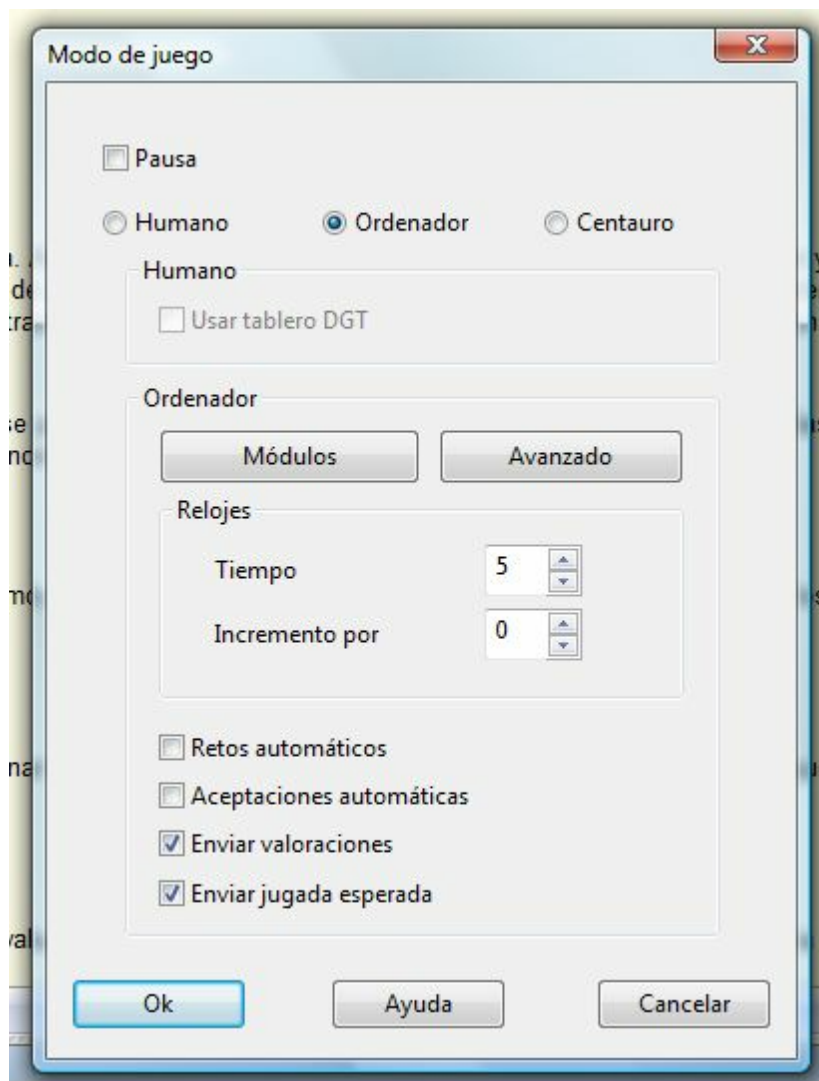 Modo de juego
Pausa
Humano Ordenador Centauro
Humano
Usar tablero DGT
Ordenador
Módulos Avanzado
Relojes
Tiempo 5
Incremento por 0
Retos automáticos
Aceptaciones automáticas
Enviar valoraciones
Enviar jugada esperada
Ok Ayuda Cancelar